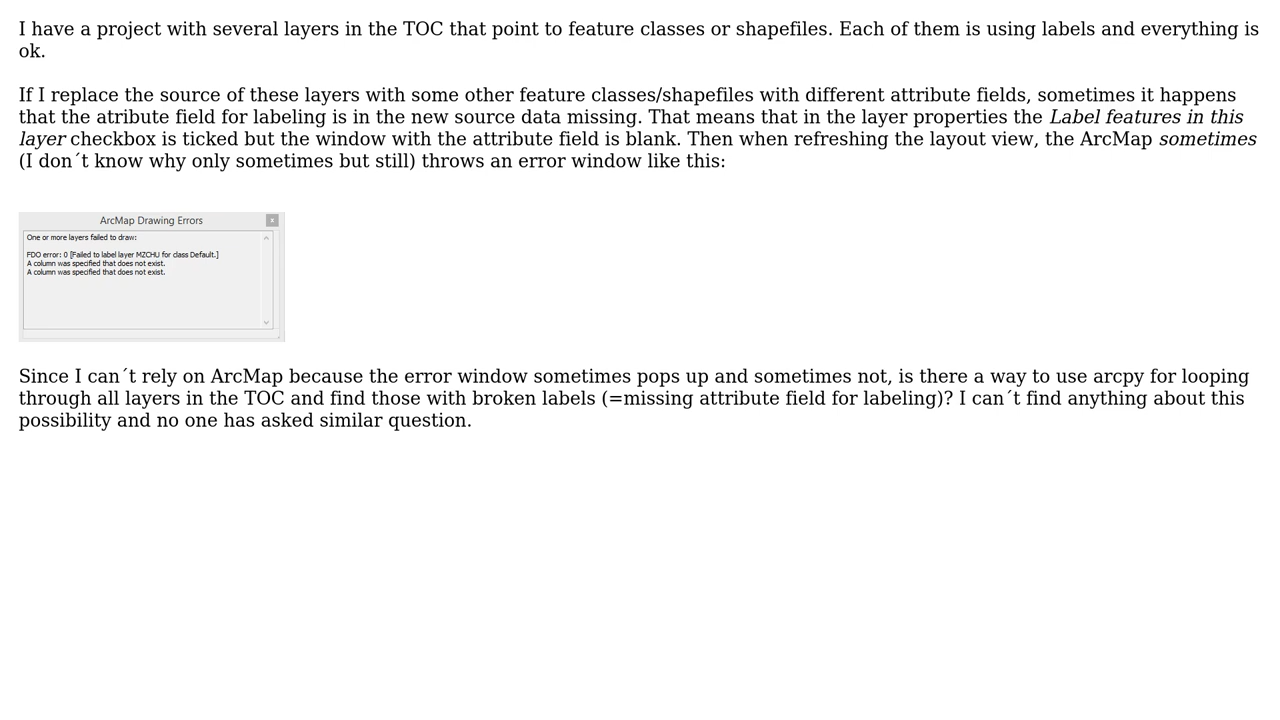 I have a project with several layers in the TOC that point to feature classes or shapefiles. Each of them is using labels and everything is
ok.
If I replace the source of these layers with some other feature classes/shapefiles with different attribute fields, sometimes it happens
that the atribute field for labeling is in the new source data missing. That means that in the layer properties the Label features in this
layer checkbox is ticked but the window with the attribute field is blank. Then when refreshing the layout view, the ArcMap sometimes
(I don´t know why only sometimes but still) throws an error window like this:
ArcMap Drawing Errors
One or more layers failed to draw:
FDO error: 0 [Failed to label layer MZCHU for class Default.]
A column was specified that does not exist.
A column was specified that does not exist.
Since I can´t rely on ArcMap because the error window sometimes pops up and sometimes not, is there a way to use arcpy for looping
through all layers in the TOC and find those with broken labels (=missing attribute field for labeling)? I can´t find anything about this
possibility and no one has asked similar question.